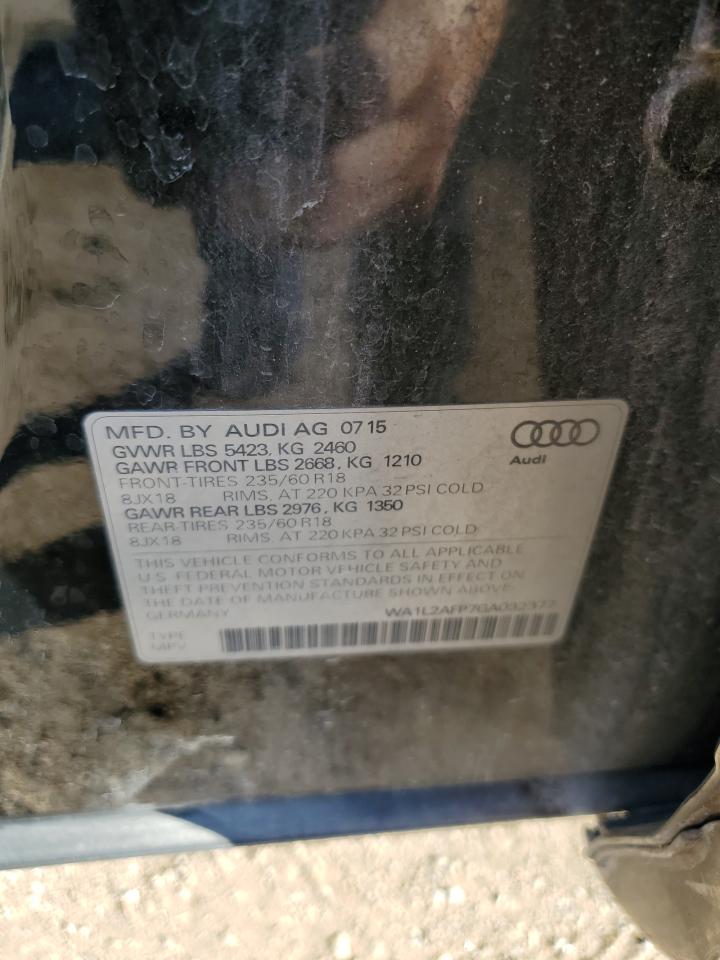 MFD. BY AUDI AG 07 15
GVWR LBS 5423, KG 2460
GAWR FRONT LBS 2668, KG 1210
FRONT-TIRES 235/60 R18
8JX18 RIMS, AT 220 KPA 32 PSI COLD
GAWR REAR LBS 2976, KG 1350
REAR-TIRES 235/60 R18
8JX18 RIMS, AT 220 KPA 32 PSI COLD
Audi
THIS VEHICLE CONFORMS TO ALL APPLICABLE
U.S. FEDERAL MOTOR VEHICLE SAFETY AND
THEFT PREVENTION STANDARDS IN EFFECT ON
THE DATE OF MANUFACTURE SHOWN ABOVE.
GERMANY WA1L2AFP7GA032377
TYPE
MPV